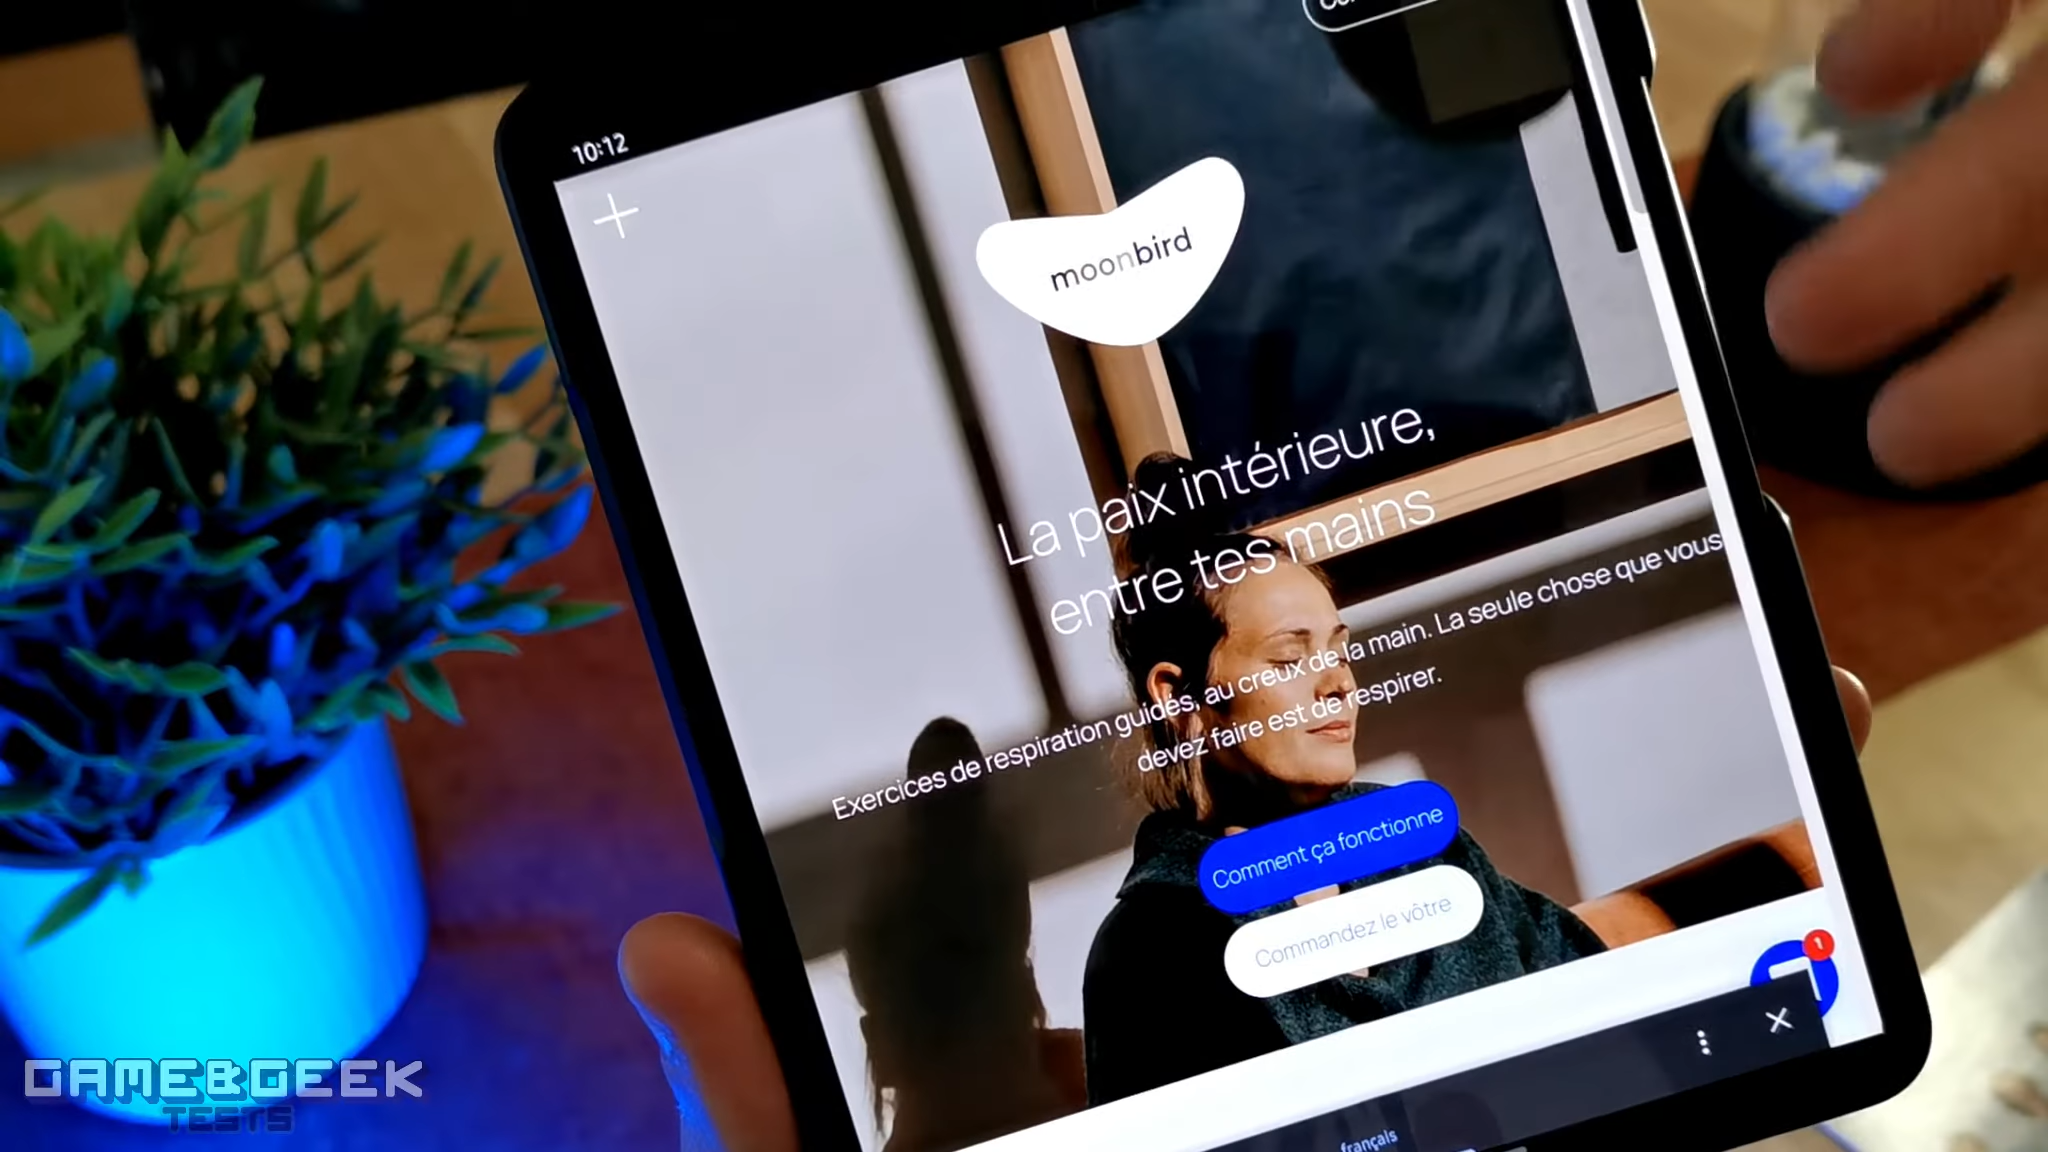 10:12
moonbird
La paix intérieure,
entre tes mains
Exercices de respiration guidés, au creux de la main. La seule chose que vous
devez faire est de respirer.
Comment ça fonctionne
Commandez le vôtre
1
français
GAME&GEEK
TESTS